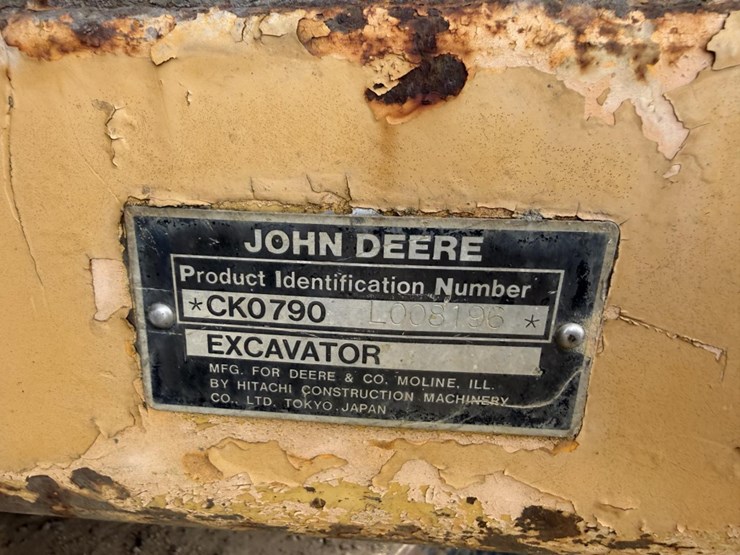 JOHN DEERE
Product Identification Number
*CK0790 L008196 *
EXCAVATOR
MFG. FOR DEERE & CO. MOLINE, ILL.
BY HITACHI CONSTRUCTION MACHINERY
CO., LTD. TOKYO, JAPAN